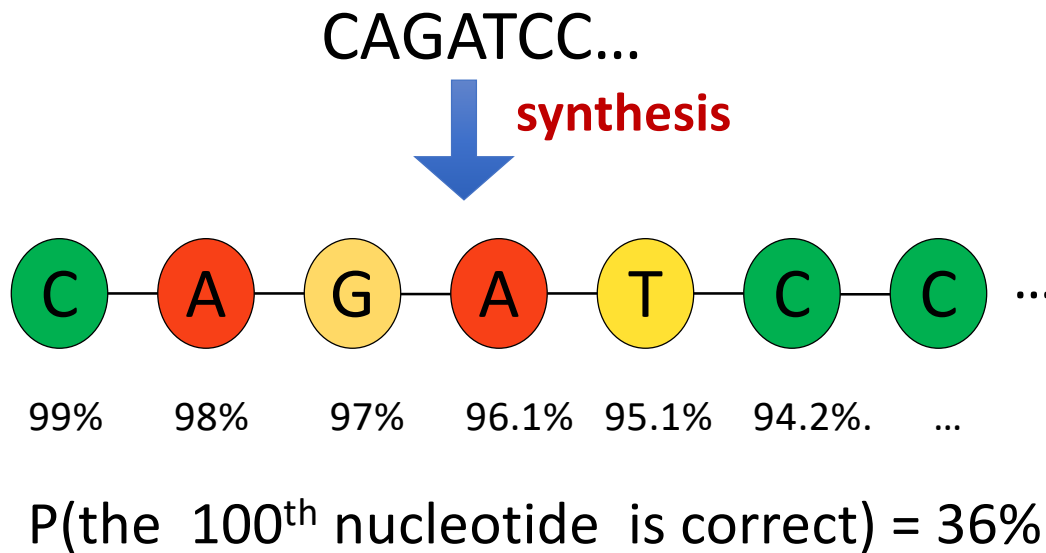 CAGATCC...
synthesis
C A G A T C C ...
99% 98% 97% 96.1% 95.1% 94.2%. ...
P(the 100th nucleotide is correct) = 36%